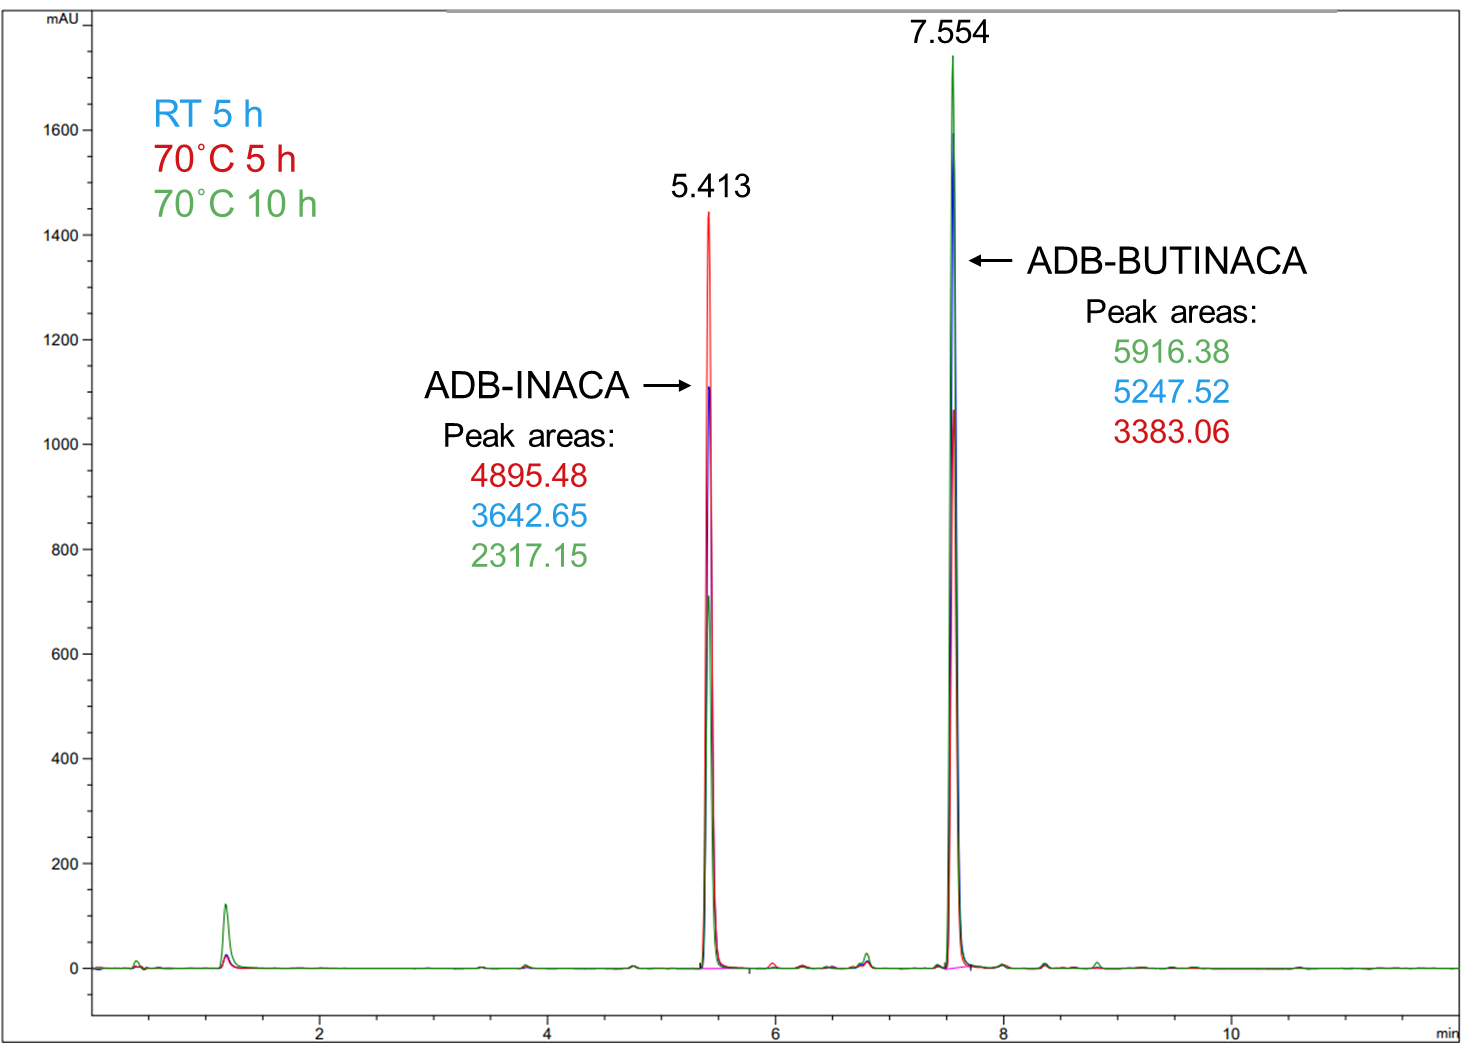 mAU
7.554
RT 5 h
70˚C 5 h
70˚C 10 h
1600
5.413
1400
ADB-BUTINACA
Peak areas:
5916.38
5247.52
3383.06
1200
ADB-INACA
Peak areas:
4895.48
3642.65
2317.15
1000
800
600
400
200
0
2
4
6
8
10
min